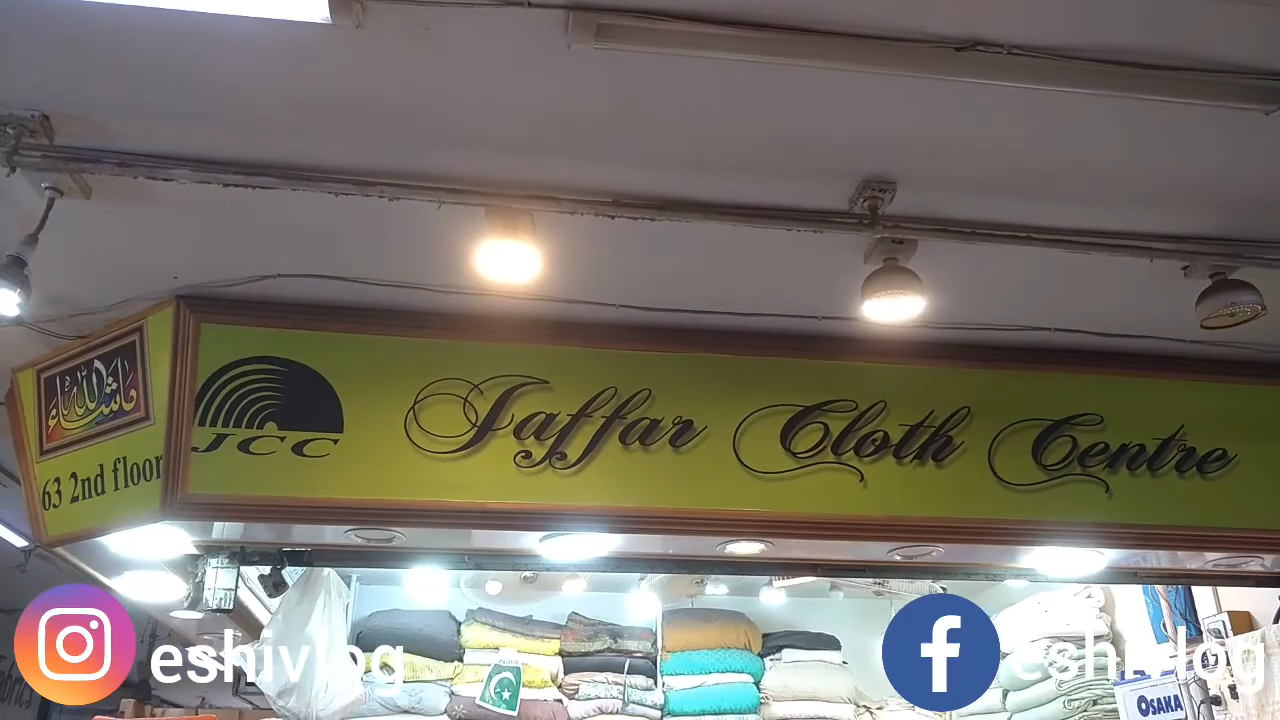 ماشاءالله
63 2nd floor
JCC
Jaffar Cloth Centre
OSAKA
eshivlog
eshivlog